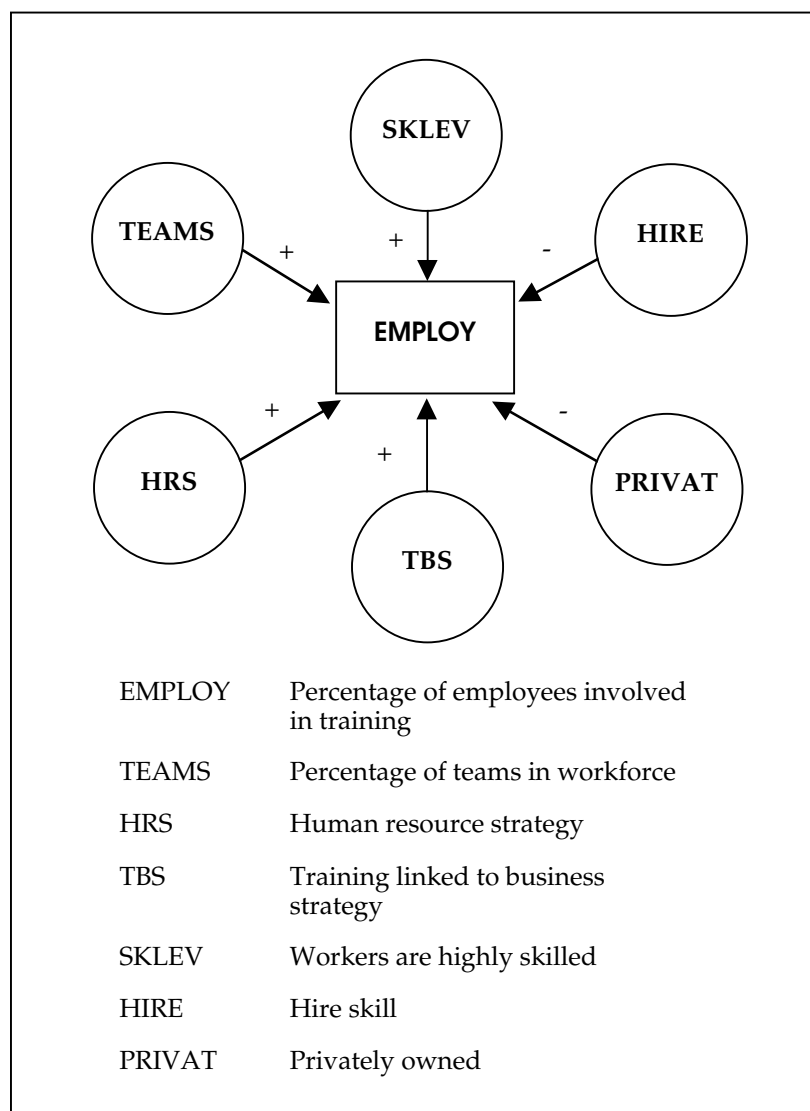 SKLEV
TEAMS
HIRE
+
+
-
EMPLOY
+
+
-
HRS
TBS
PRIVAT
EMPLOY Percentage of employees involved
in training
TEAMS Percentage of teams in workforce
HRS Human resource strategy
TBS Training linked to business
strategy
SKLEV Workers are highly skilled
HIRE Hire skill
PRIVAT Privately owned